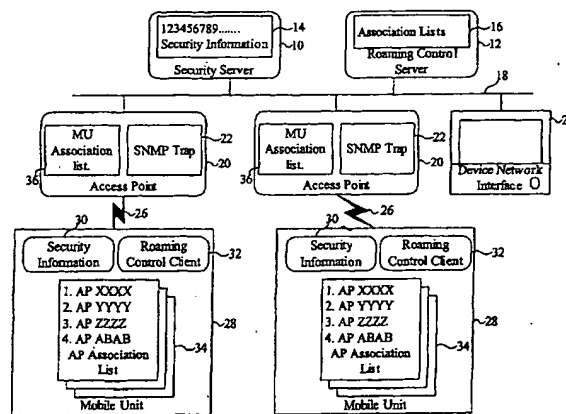 123456789.......
Security Information
Security Server
14
10
Association Lists
Roaming Control
Server
16
12
18
MU
Association
list.
SNMP Trap
22
20
36
Access Point
MU
Association
list.
SNMP Trap
22
20
36
Access Point
Device Network
Interface
26
26
30
Security
Information
Roaming
Control Client
32
1. AP XXXX
2. AP YYYY
3. AP ZZZZ
4. AP ABAB
AP Association
List
28
34
Mobile Unit
30
Security
Information
Roaming
Control Client
32
1. AP XXXX
2. AP YYYY
3. AP ZZZZ
4. AP ABAB
AP Association
List
28
34
Mobile Unit